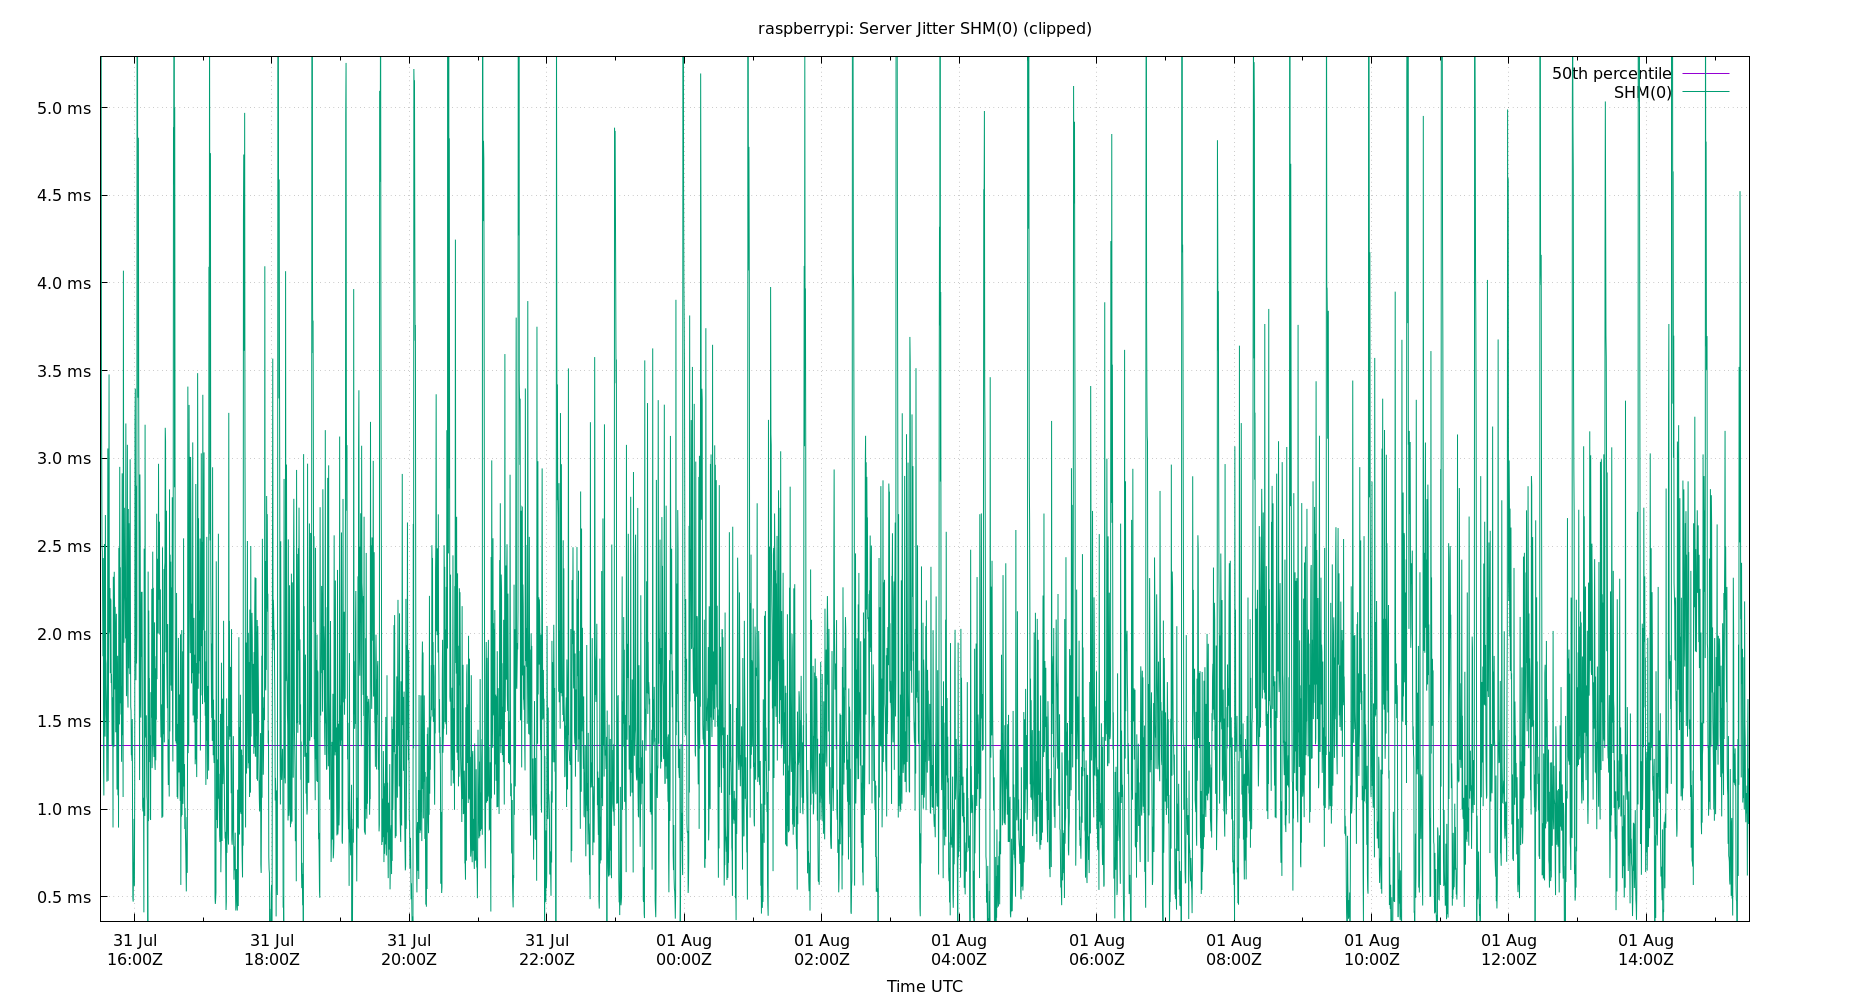 raspberrypi: Server Jitter SHM(0) (clipped)
50th percentile
SHM(0)
5.0 ms
4.5 ms
4.0 ms
3.5 ms
3.0 ms
2.5 ms
2.0 ms
1.5 ms
1.0 ms
0.5 ms
31 Jul 31 Jul 31 Jul 31 Jul 01 Aug 01 Aug 01 Aug 01 Aug 01 Aug 01 Aug 01 Aug 01 Aug
16:00Z 18:00Z 20:00Z 22:00Z 00:00Z 02:00Z 04:00Z 06:00Z 08:00Z 10:00Z 12:00Z 14:00Z
Time UTC